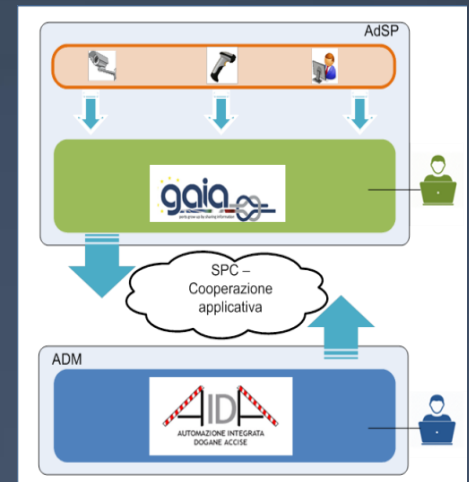 AdSP
gaia
SPC –
Cooperazione
applicativa
ADM
AIDA
AUTOMAZIONE INTEGRATA
DOGANE ACCISE